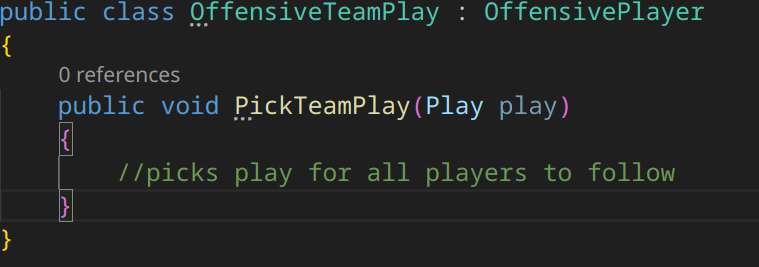 public class OffensiveTeamPlay : OffensivePlayer
{
0 references
public void PickTeamPlay(Play play)
{
//picks play for all players to follow
}
}